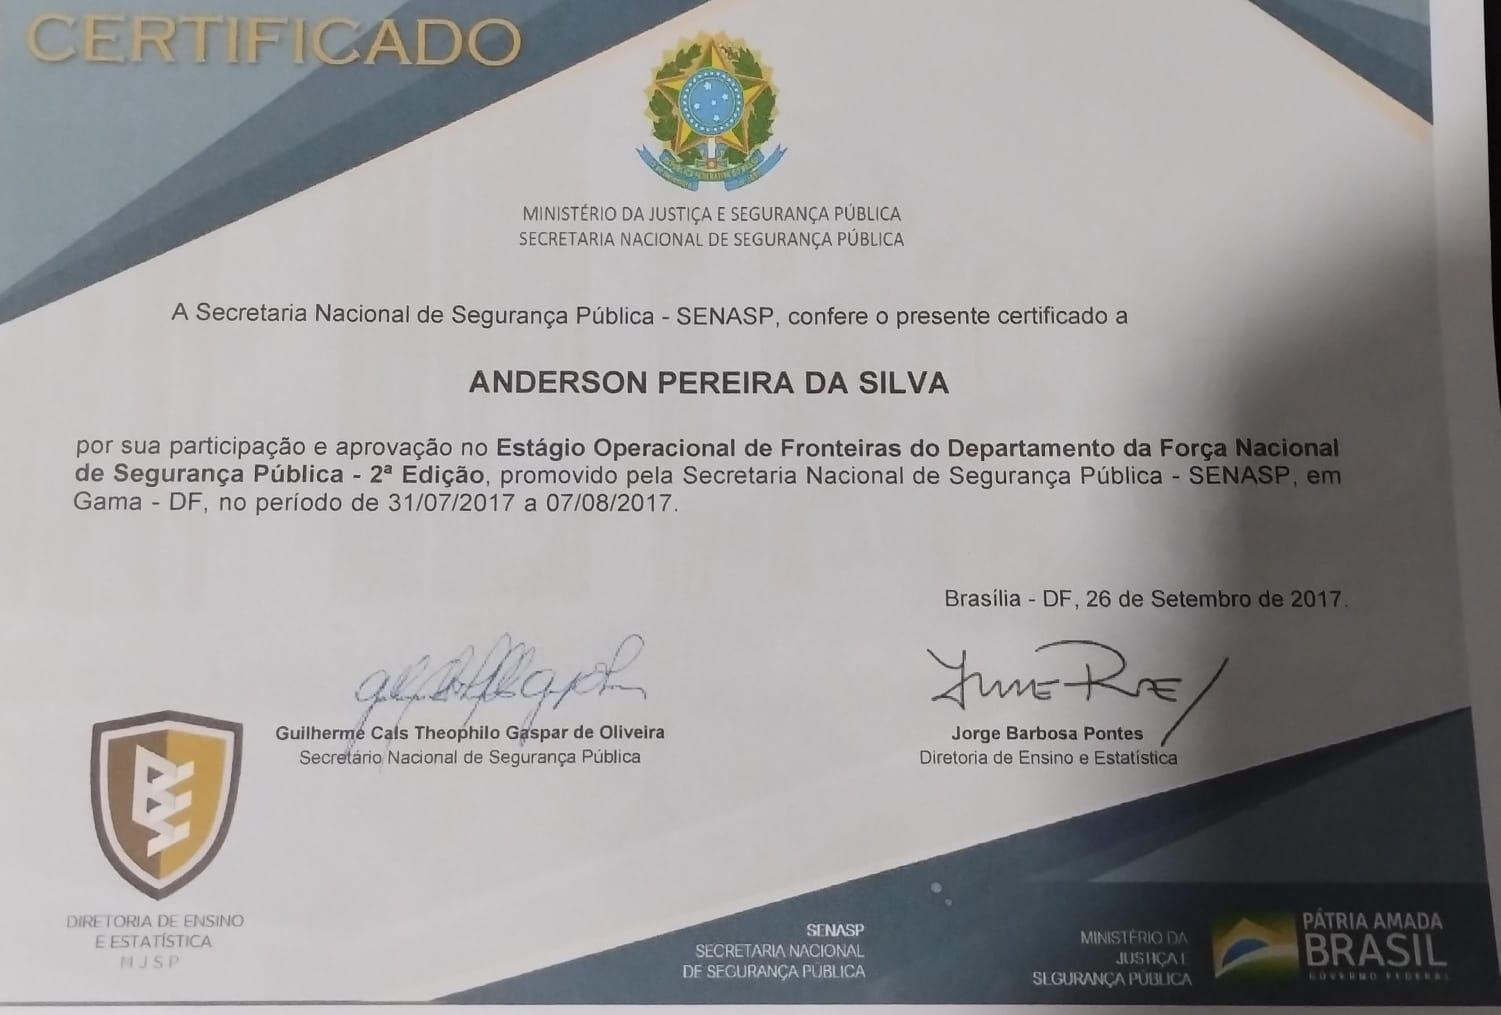 CERTIFICADO
MINISTÉRIO DA JUSTIÇA E SEGURANÇA PÚBLICA
SECRETARIA NACIONAL DE SEGURANÇA PÚBLICA
A Secretaria Nacional de Segurança Pública - SENASP, confere o presente certificado a
ANDERSON PEREIRA DA SILVA
por sua participação e aprovação no Estágio Operacional de Fronteiras do Departamento da Força Nacional
de Segurança Pública - 2ª Edição, promovido pela Secretaria Nacional de Segurança Pública - SENASP, em
Gama - DF, no período de 31/07/2017 a 07/08/2017.
Brasília - DF, 26 de Setembro de 2017.
Guilherme Cals Theophilo Gaspar de Oliveira
Secretário Nacional de Segurança Pública
Jorge Barbosa Pontes
Diretoria de Ensino e Estatística
DIRETORIA DE ENSINO
E ESTATÍSTICA
MJSP
SENASP
SECRETARIA NACIONAL
DE SEGURANÇA PÚBLICA
MINISTÉRIO DA
JUSTIÇA E
SEGURANÇA PÚBLICA
PÁTRIA AMADA
BRASIL
GOVERNO FEDERAL